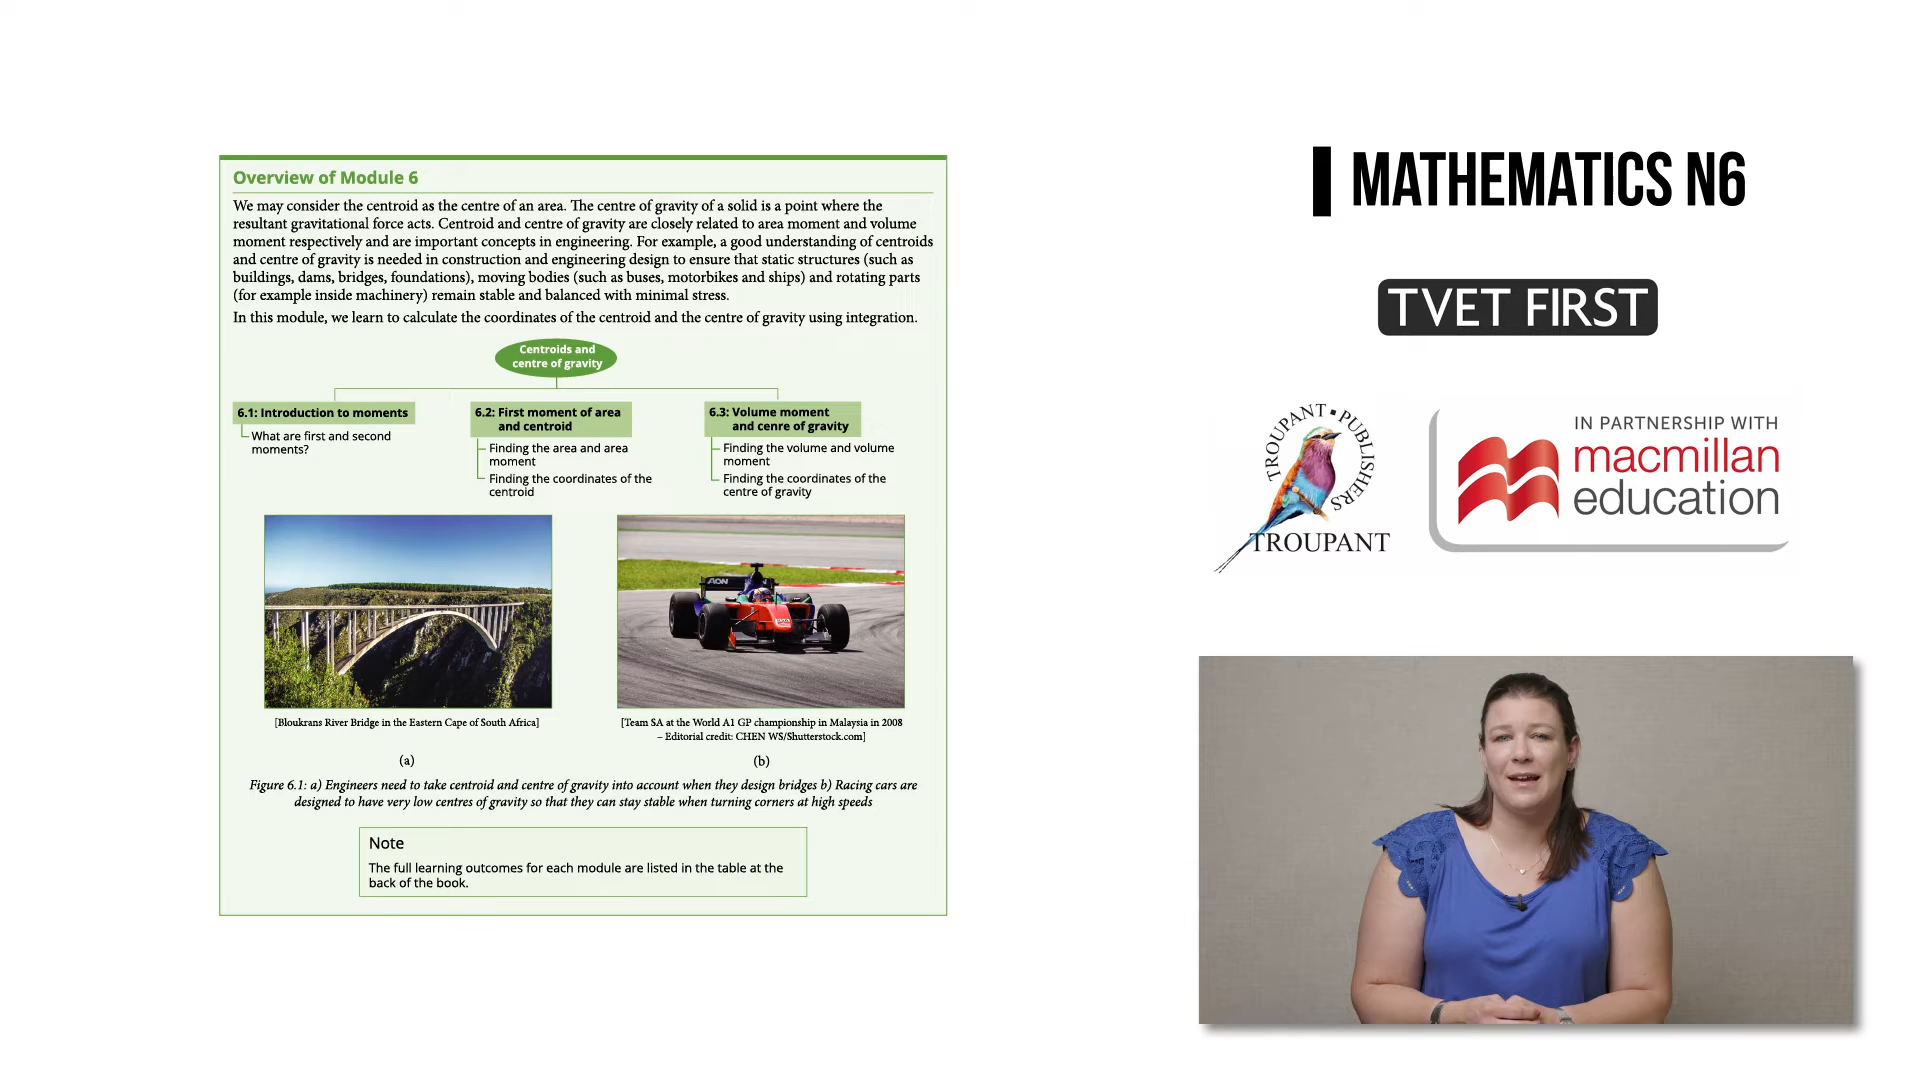 Overview of Module 6
We may consider the centroid as the centre of an area. The centre of gravity of a solid is a point where the
resultant gravitational force acts. Centroid and centre of gravity are closely related to area moment and volume
moment respectively and are important concepts in engineering. For example, a good understanding of centroids
and centre of gravity is needed in construction and engineering design to ensure that static structures (such as
buildings, dams, bridges, foundations), moving bodies (such as buses, motorbikes and ships) and rotating parts
(for example inside machinery) remain stable and balanced with minimal stress.
In this module, we learn to calculate the coordinates of the centroid and the centre of gravity using integration.
Centroids and
centre of gravity
6.1: Introduction to moments
What are first and second
moments?
6.2: First moment of area
and centroid
Finding the area and area
moment
Finding the coordinates of the
centroid
6.3: Volume moment
and cenre of gravity
Finding the volume and volume
moment
Finding the coordinates of the
centre of gravity
AON
[Bloukrans River Bridge in the Eastern Cape of South Africa]
(a)
[Team SA at the World A1 GP championship in Malaysia in 2008
– Editorial credit: CHEN WS/Shutterstock.com]
(b)
Figure 6.1: a) Engineers need to take centroid and centre of gravity into account when they design bridges b) Racing cars are
designed to have very low centres of gravity so that they can stay stable when turning corners at high speeds
Note
The full learning outcomes for each module are listed in the table at the
back of the book.
MATHEMATICS N6
TVET FIRST
TROUPANT PUBLISHERS
TROUPANT
IN PARTNERSHIP WITH
macmillan
education